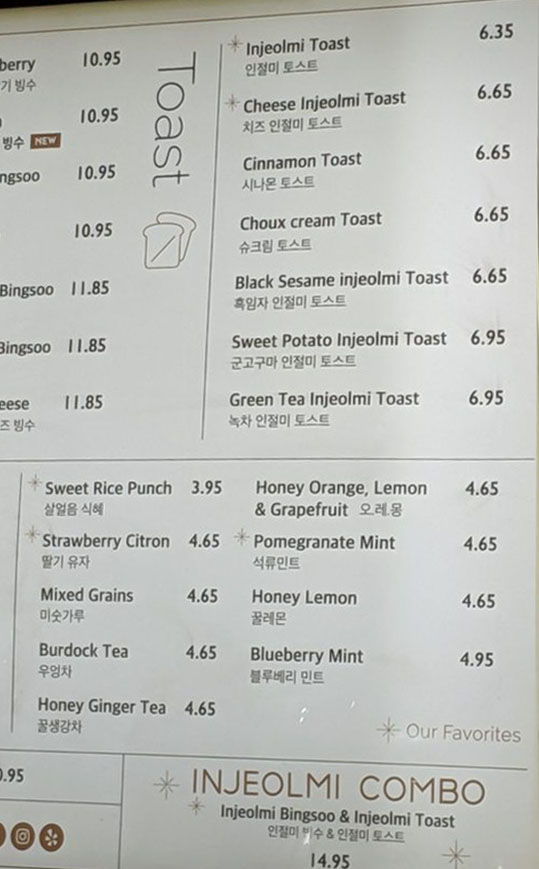 berry 10.95
기 빙수
10.95
빙수 NEW
ngsoo 10.95
10.95
Bingsoo 11.85
Bingsoo 11.85
eese 11.85
즈 빙수
Toast
Injeolmi Toast 6.35
인절미 토스트
Cheese Injeolmi Toast 6.65
치즈 인절미 토스트
Cinnamon Toast 6.65
시나몬 토스트
Choux cream Toast 6.65
슈크림 토스트
Black Sesame injeolmi Toast 6.65
흑임자 인절미 토스트
Sweet Potato Injeolmi Toast 6.95
군고구마 인절미 토스트
Green Tea Injeolmi Toast 6.95
녹차 인절미 토스트
Sweet Rice Punch 3.95
살얼음 식혜
Strawberry Citron 4.65
딸기 유자
Mixed Grains 4.65
미숫가루
Burdock Tea 4.65
우엉차
Honey Ginger Tea 4.65
꿀생강차
Honey Orange, Lemon 4.65
& Grapefruit 오.레.몽
Pomegranate Mint 4.65
석류민트
Honey Lemon 4.65
꿀레몬
Blueberry Mint 4.95
블루베리 민트
Our Favorites
.95
INJEOLMI COMBO
Injeolmi Bingsoo & Injeolmi Toast
인절미 빙수 & 인절미 토스트
14.95